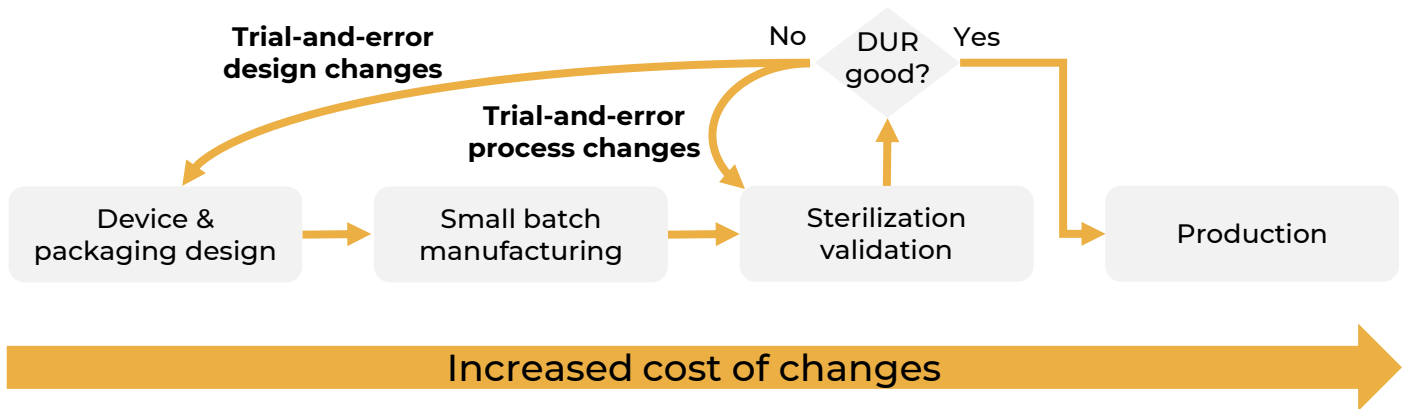 Trial-and-error
design changes
No
DUR
good?
Yes
Trial-and-error
process changes
Device &
packaging design
Small batch
manufacturing
Sterilization
validation
Production
Increased cost of changes